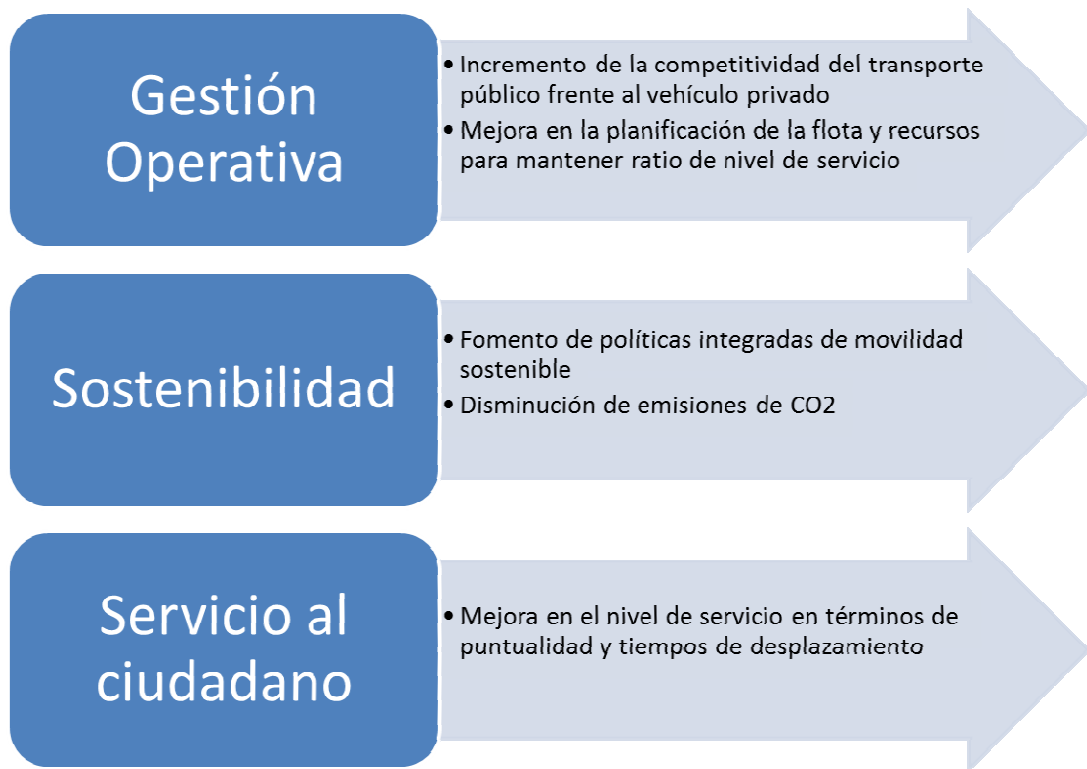 Gestión
Operativa
• Incremento de la competitividad del transporte
público frente al vehículo privado
• Mejora en la planificación de la flota y recursos
para mantener ratio de nivel de servicio
Sostenibilidad
• Fomento de políticas integradas de movilidad
sostenible
• Disminución de emisiones de CO2
Servicio al
ciudadano
• Mejora en el nivel de servicio en términos de
puntualidad y tiempos de desplazamiento